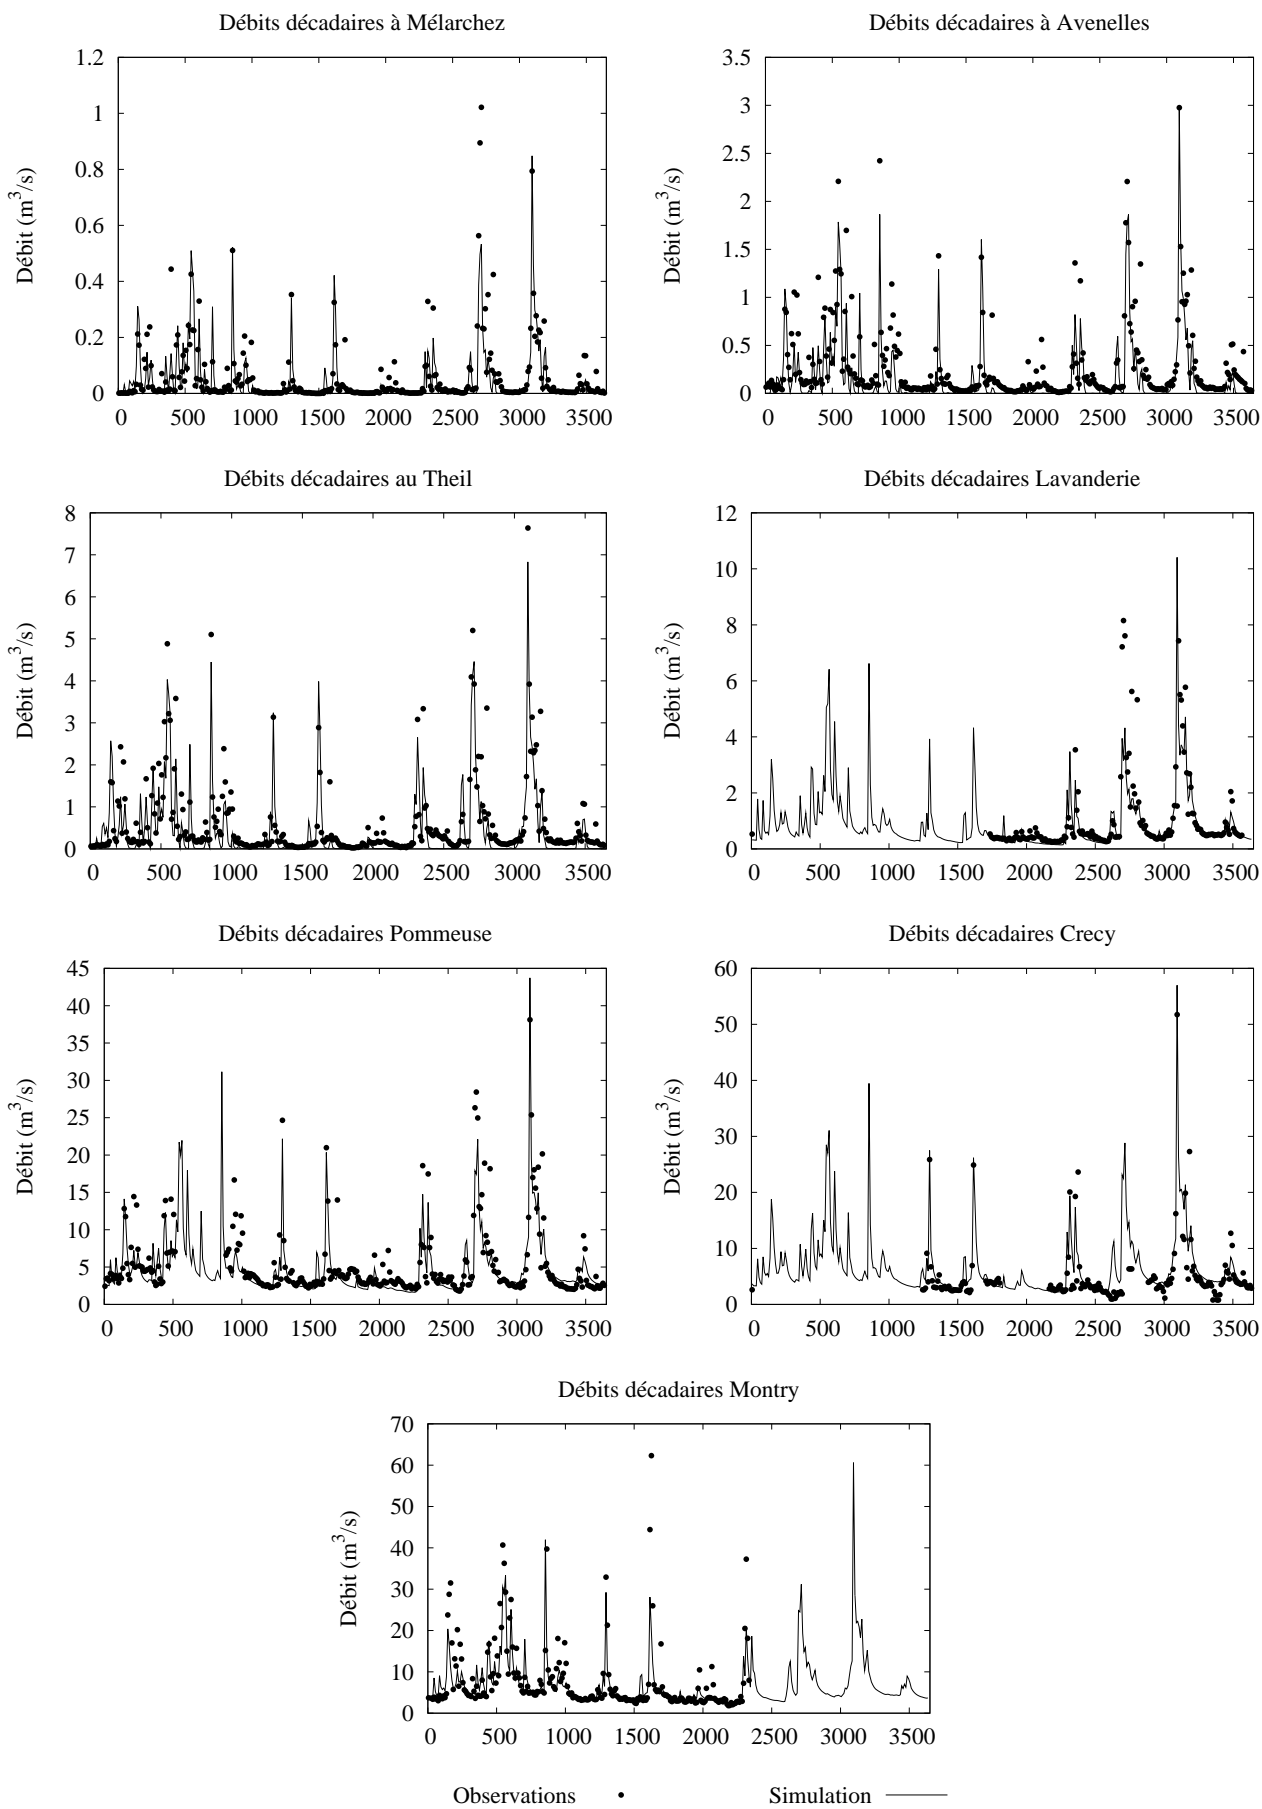 Débits décadaires à Mélarchez
Débit (m³/s)
1.2
1
0.8
0.6
0.4
0.2
0
0 500 1000 1500 2000 2500 3000 3500
Débits décadaires à Avenelles
Débit (m³/s)
3.5
3
2.5
2
1.5
1
0.5
0
0 500 1000 1500 2000 2500 3000 3500
Débits décadaires au Theil
Débit (m³/s)
8
7
6
5
4
3
2
1
0
0 500 1000 1500 2000 2500 3000 3500
Débits décadaires Lavanderie
Débit (m³/s)
12
10
8
6
4
2
0
0 500 1000 1500 2000 2500 3000 3500
Débits décadaires Pommeuse
Débit (m³/s)
45
40
35
30
25
20
15
10
5
0
0 500 1000 1500 2000 2500 3000 3500
Débits décadaires Crecy
Débit (m³/s)
60
50
40
30
20
10
0
0 500 1000 1500 2000 2500 3000 3500
Débits décadaires Montry
Débit (m³/s)
70
60
50
40
30
20
10
0
0 500 1000 1500 2000 2500 3000 3500
Observations
Simulation